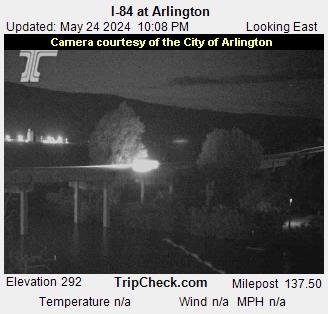 I-84 at Arlington
Updated: May 24 2024 10:08 PM Looking East
Camera courtesy of the City of Arlington
Elevation 292 TripCheck.com Milepost 137.50
Temperature n/a Wind n/a MPH n/a